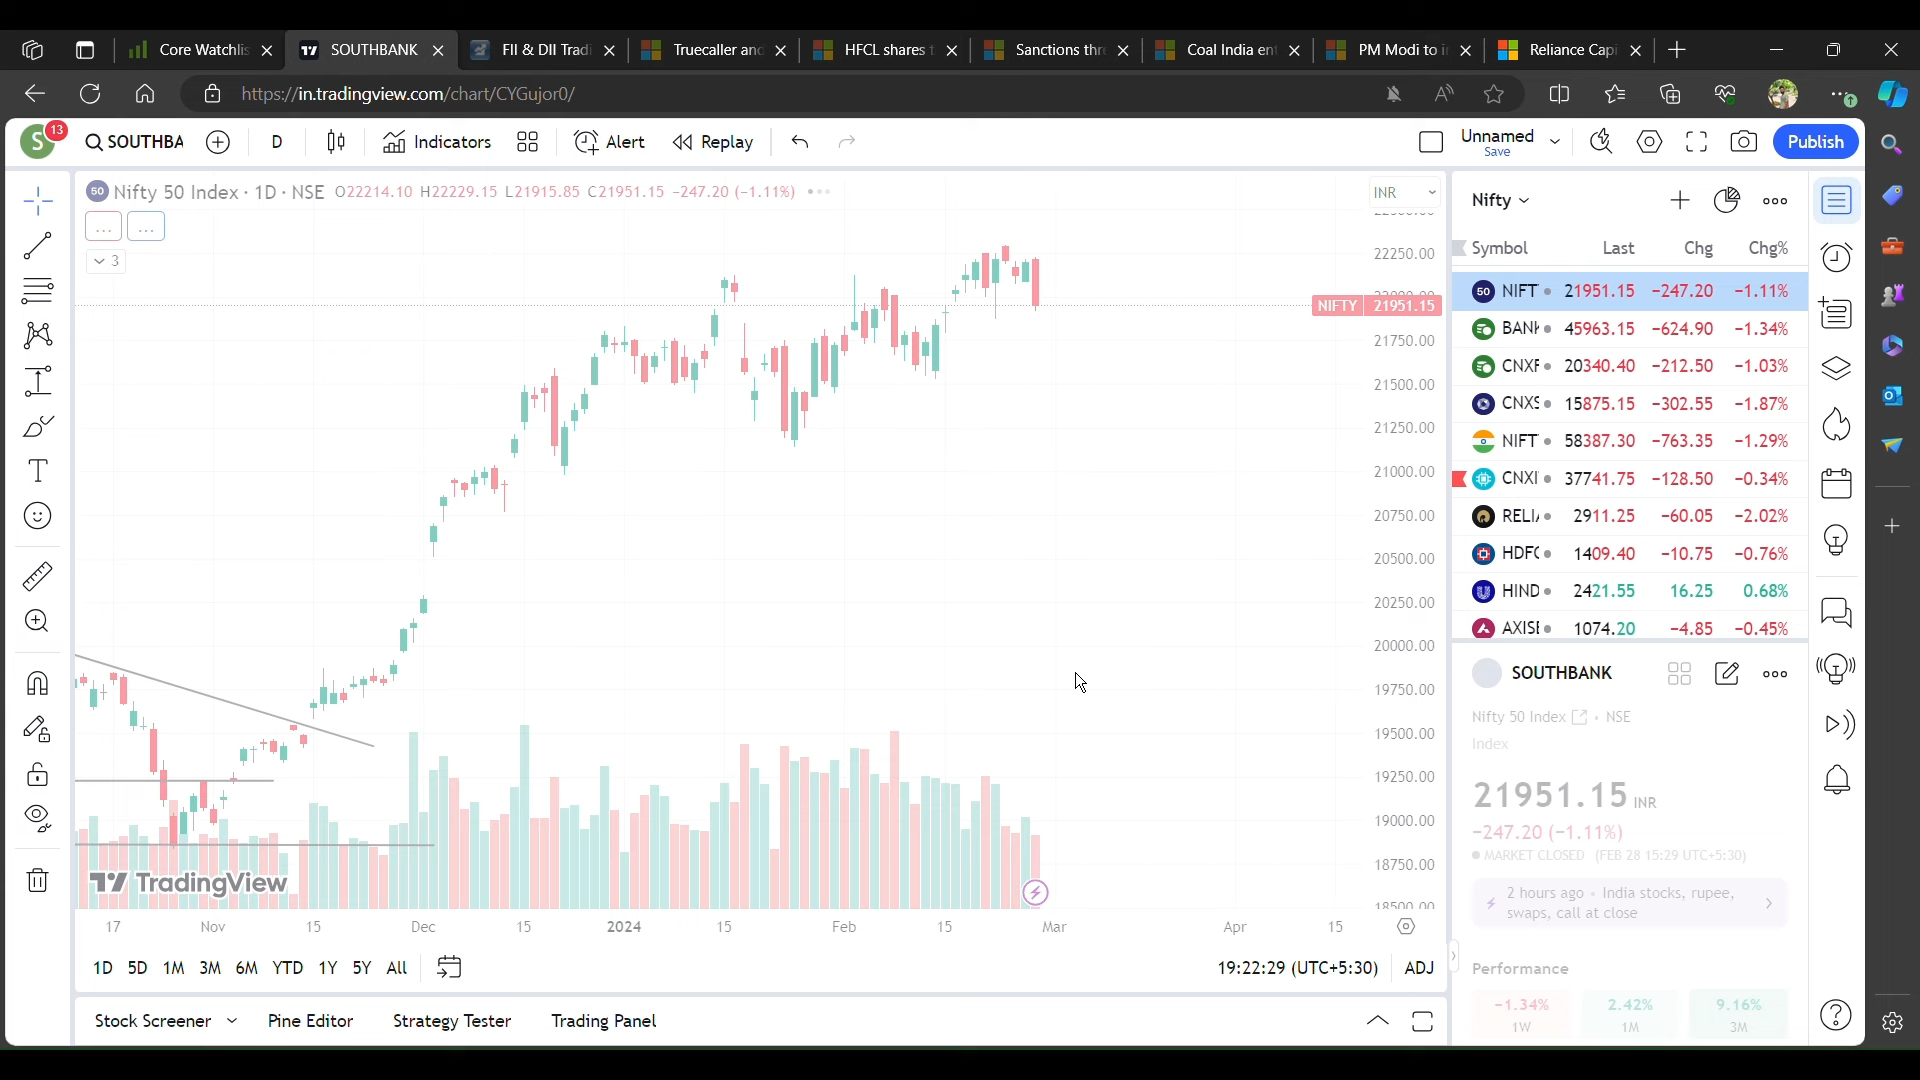 Core Watchlis
SOUTHBANK
FII & DII Tradi
Truecaller and
HFCL shares t
Sanctions thr
Coal India ent
PM Modi to i
Reliance Capi
https://in.tradingview.com/chart/CYGujor0/
S 13
SOUTHBA
D
Indicators
Alert
Replay
Unnamed
Save
Publish
50 Nifty 50 Index · 1D · NSE O22214.10 H22229.15 L21915.85 C21951.15 -247.20 (-1.11%)
INR
3
22250.00
NIFTY 21951.15
21750.00
21500.00
21250.00
21000.00
20750.00
20500.00
20250.00
20000.00
19750.00
19500.00
19250.00
19000.00
18750.00
18500.00
TradingView
17 Nov 15 Dec 15 2024 15 Feb 15 Mar Apr 15
1D 5D 1M 3M 6M YTD 1Y 5Y All
19:22:29 (UTC+5:30) ADJ
Stock Screener Pine Editor Strategy Tester Trading Panel
Nifty
Symbol Last Chg Chg%
50 NIFT 21951.15 -247.20 -1.11%
BANK 45963.15 -624.90 -1.34%
CNXF 20340.40 -212.50 -1.03%
CNXS 15875.15 -302.55 -1.87%
NIFT 58387.30 -763.35 -1.29%
CNXI 37741.75 -128.50 -0.34%
RELI 2911.25 -60.05 -2.02%
HDFC 1409.40 -10.75 -0.76%
HIND 2421.55 16.25 0.68%
AXISE 1074.20 -4.85 -0.45%
SOUTHBANK
Nifty 50 Index · NSE
Index
21951.15 INR
-247.20 (-1.11%)
MARKET CLOSED (FEB 28 15:29 UTC+5:30)
2 hours ago · India stocks, rupee,
swaps, call at close
Performance
-1.34% 2.42% 9.16%
1W 1M 3M